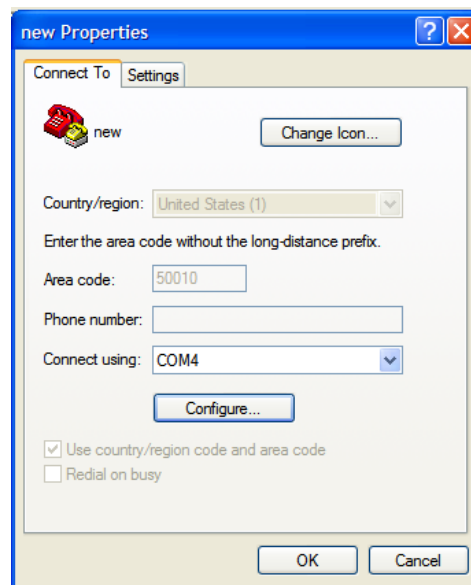 new Properties
Connect To Settings
new Change Icon...
Country/region: United States (1)
Enter the area code without the long-distance prefix.
Area code: 50010
Phone number:
Connect using: COM4
Configure...
Use country/region code and area code
Redial on busy
OK Cancel